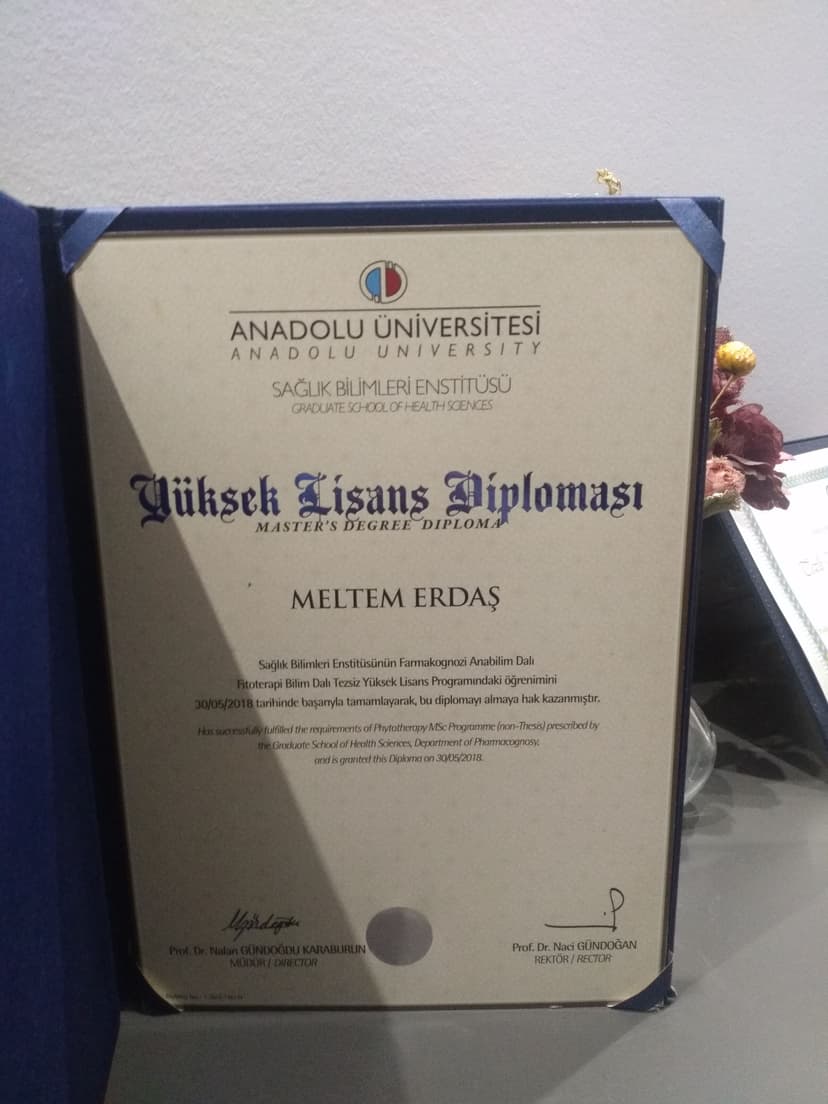 ANADOLU ÜNİVERSİTESİ
ANADOLU UNIVERSITY
SAĞLIK BİLİMLERİ ENSTİTÜSÜ
GRADUATE SCHOOL OF HEALTH SCIENCES
Yüksek Lisans Diploması
MASTER'S DEGREE DIPLOMA
MELTEM ERDAŞ
Sağlık Bilimleri Enstitüsünün Farmakognozi Anabilim Dalı
Fitoterapi Bilim Dalı Tezsiz Yüksek Lisans Programındaki öğrenimini
30/05/2018 tarihinde başarıyla tamamlayarak, bu diplomayı almaya hak kazanmıştır.
Has successfully fulfilled the requirements of Phytotherapy MSc Programme (non-Thesis) prescribed by
the Graduate School of Health Sciences, Department of Pharmacognosy,
and is granted this Diploma on 30/05/2018.
Prof. Dr. Nalan GÜNDOĞDU KARABURUN
MÜDÜR / DIRECTOR
Prof. Dr. Naci GÜNDOĞAN
REKTÖR / RECTOR